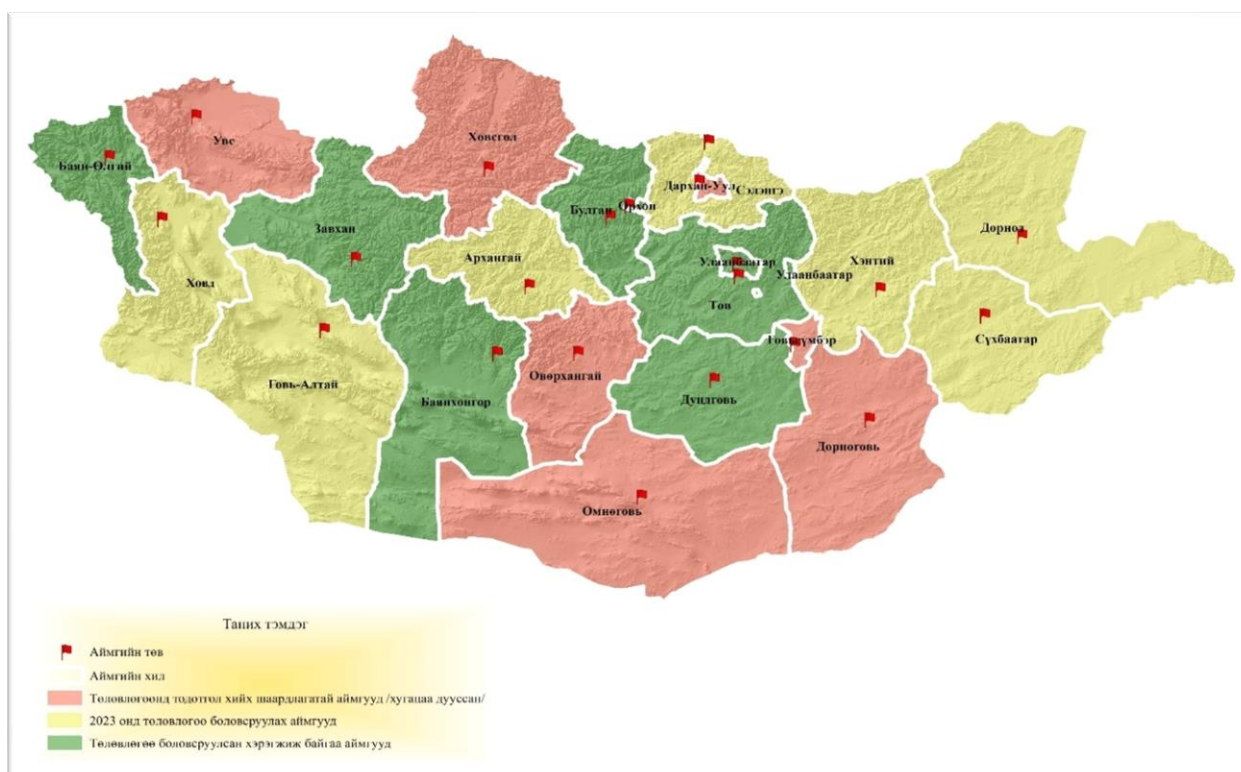 Увс
Ховсгол
Баян-Өлгий
Дархан-Уул
Сэлэнгэ
Орхон
Булган
Завхан
Дорнод
Архангай
Улаанбаатар
Хэнтий
Улаанбаатар
Ховд
Төв
Сүхбаатар
Говьсүмбэр
Говь-Алтай
Өвөрхангай
Баянхонгор
Дундговь
Дорноговь
Өмнөговь
Таних тэмдэг
Аймгийн төв
Аймгийн хил
Төлөвлөгөөнд тодотгол хийх шаардлагатай аймгууд /хугацаа дууссан/
2023 онд төлөвлөгөө боловсруулах аймгууд
Төлөвлөгөө боловсруулсан хэрэгжиж байгаа аймгууд